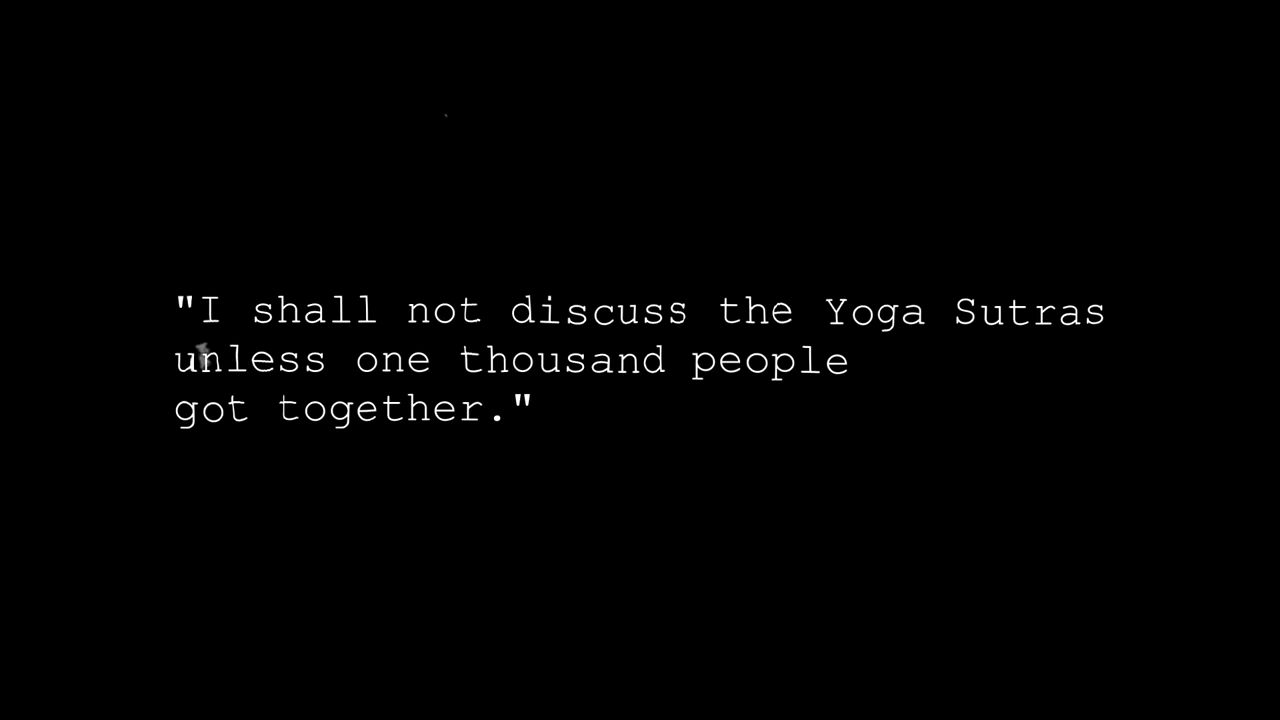 "I shall not discuss the Yoga Sutras
unless one thousand people
got together."